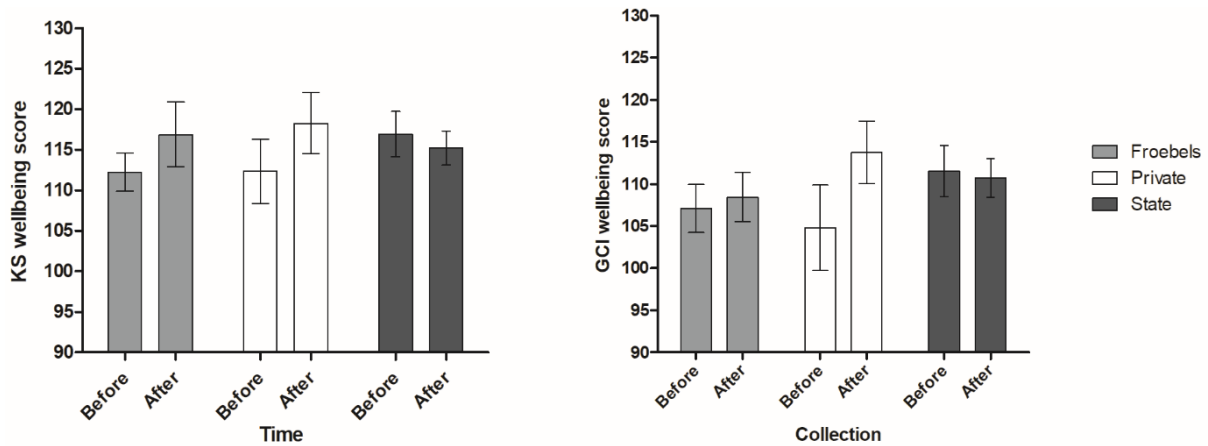 KS wellbeing score
130
125
120
115
110
105
100
95
90
Before
After
Before
After
Before
After
Time
GCI wellbeing score
130
125
120
115
110
105
100
95
90
Before
After
Before
After
Before
After
Collection
Froebels
Private
State